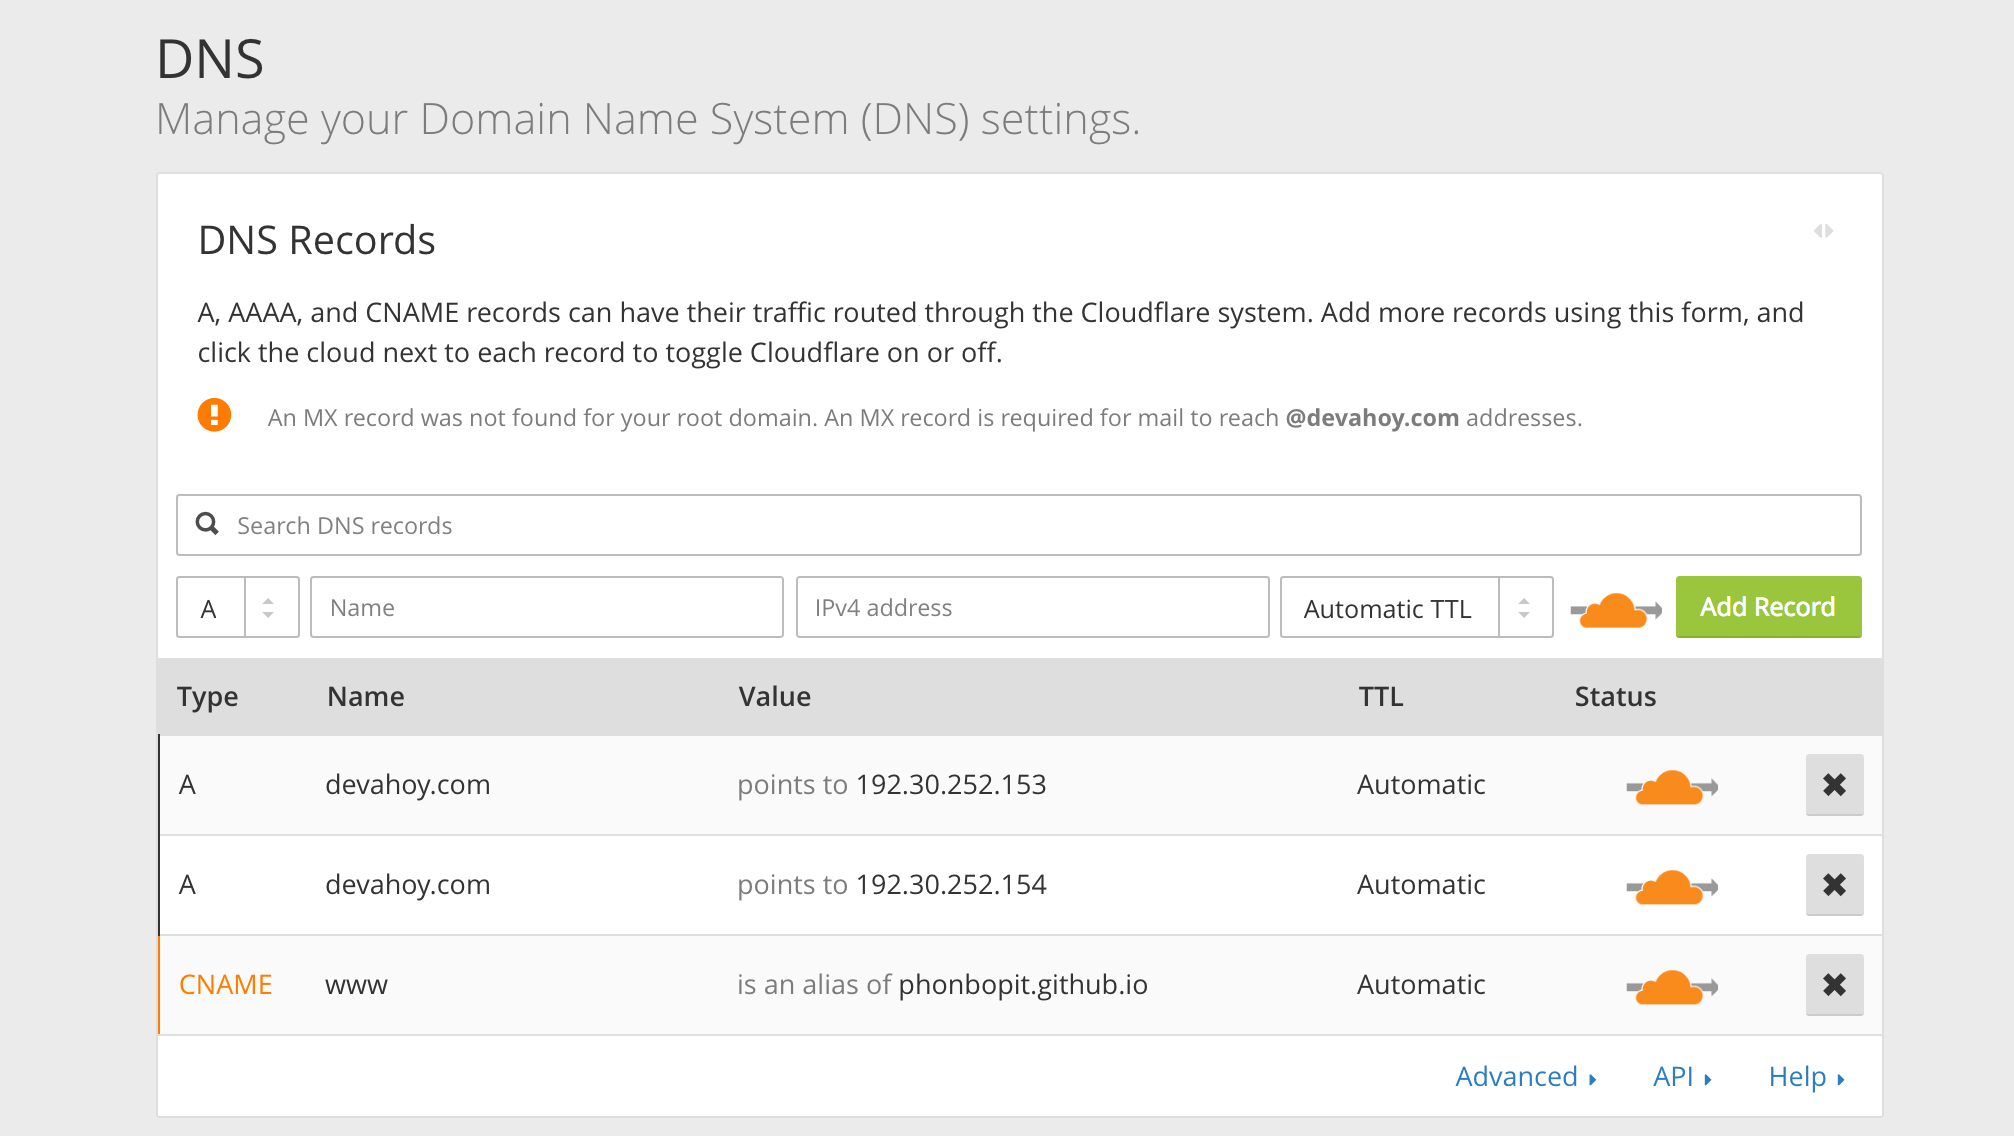 DNS
Manage your Domain Name System (DNS) settings.
DNS Records
A, AAAA, and CNAME records can have their traffic routed through the Cloudflare system. Add more records using this form, and
click the cloud next to each record to toggle Cloudflare on or off.
An MX record was not found for your root domain. An MX record is required for mail to reach @devahoy.com addresses.
Search DNS records
A Name IPv4 address Automatic TTL Add Record
Type Name Value TTL Status
A devahoy.com points to 192.30.252.153 Automatic
A devahoy.com points to 192.30.252.154 Automatic
CNAME www is an alias of phonbopit.github.io Automatic
Advanced API Help